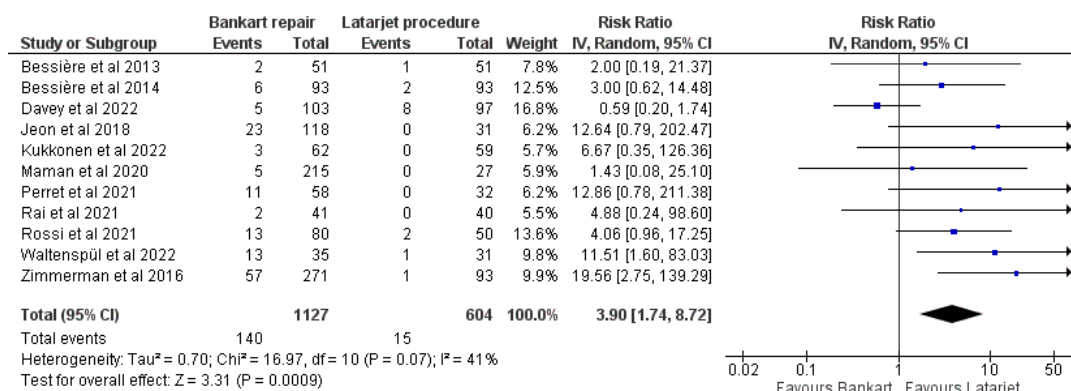 Bankart repair Latarjet procedure Risk Ratio Risk Ratio
Study or Subgroup Events Total Events Total Weight IV, Random, 95% CI IV, Random, 95% CI
Bessière et al 2013 2 51 1 51 7.8% 2.00 [0.19, 21.37]
Bessière et al 2014 6 93 2 93 12.5% 3.00 [0.62, 14.48]
Davey et al 2022 5 103 8 97 16.8% 0.59 [0.20, 1.74]
Jeon et al 2018 23 118 0 31 6.2% 12.64 [0.79, 202.47]
Kukkonen et al 2022 3 62 0 59 5.7% 6.67 [0.35, 126.36]
Maman et al 2020 5 215 0 27 5.9% 1.43 [0.08, 25.10]
Perret et al 2021 11 58 0 32 6.2% 12.86 [0.78, 211.38]
Rai et al 2021 2 41 0 40 5.5% 4.88 [0.24, 98.60]
Rossi et al 2021 13 80 2 50 13.6% 4.06 [0.96, 17.25]
Waltenspül et al 2022 13 35 1 31 9.8% 11.51 [1.60, 83.03]
Zimmerman et al 2016 57 271 1 93 9.9% 19.56 [2.75, 139.29]
Total (95% CI) 1127 604 100.0% 3.90 [1.74, 8.72]
Total events 140 15
Heterogeneity: Tau² = 0.70; Chi² = 16.97, df = 10 (P = 0.07); I² = 41%
Test for overall effect: Z = 3.31 (P = 0.0009)
0.02 0.1 1 10 50
Favours Bankart Favours Latarjet